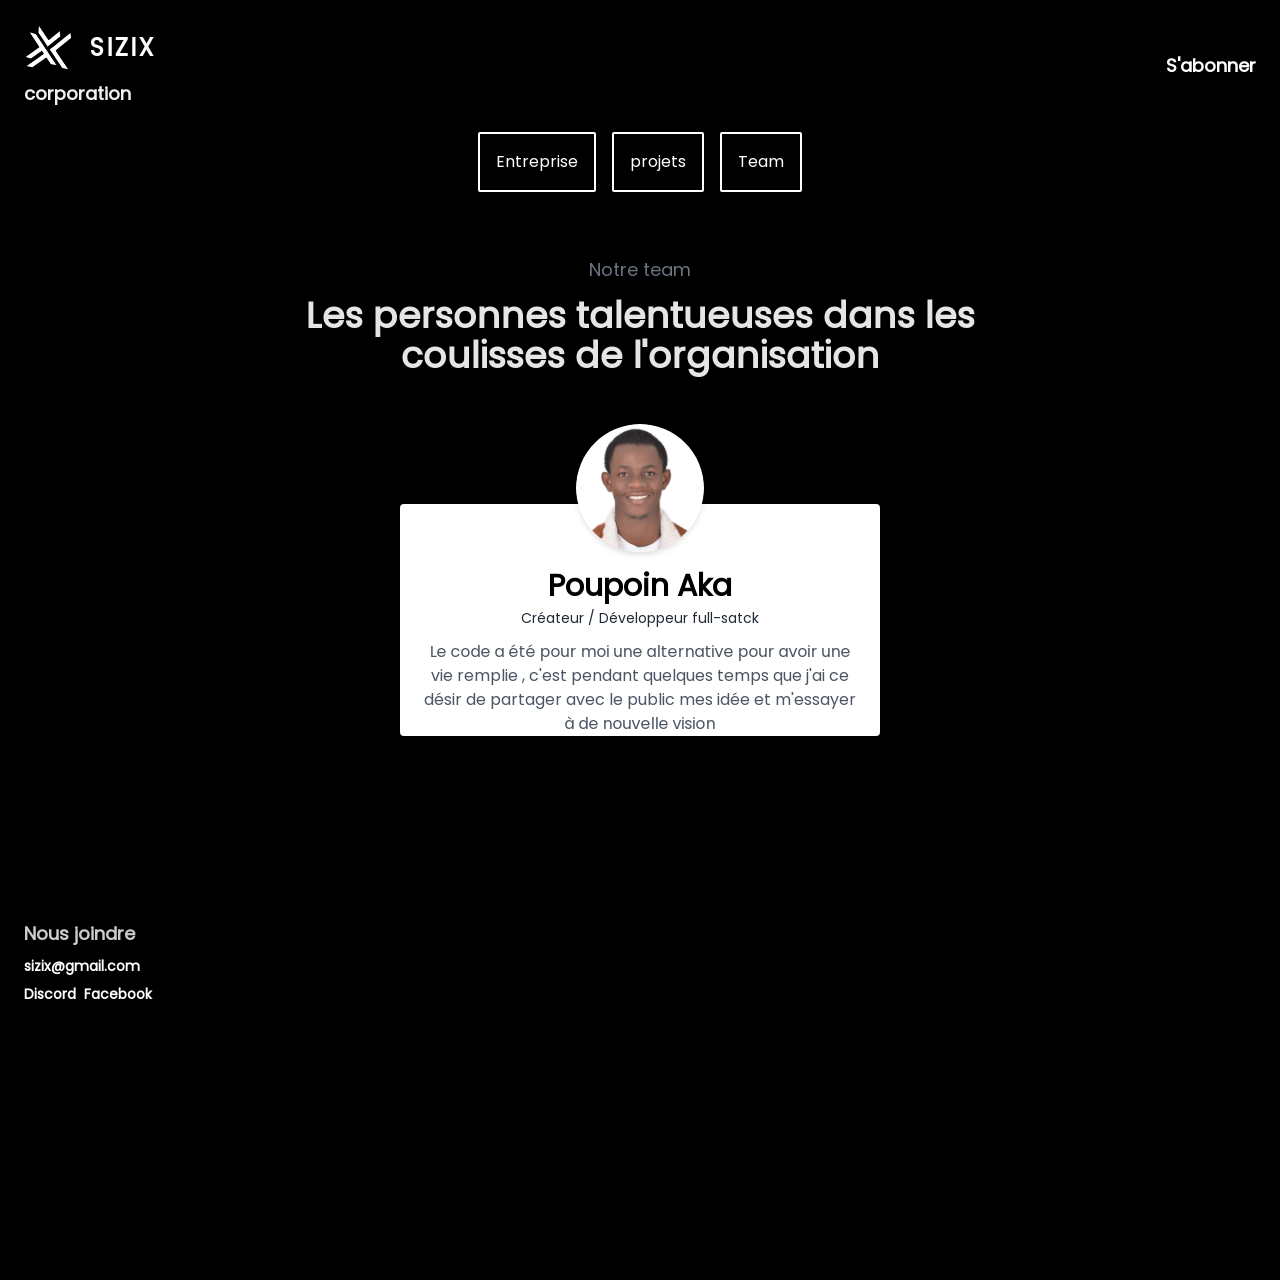 SIZIX
corporation
S'abonner
Entreprise
projets
Team
Notre team
Les personnes talentueuses dans les
coulisses de l'organisation
Poupoin Aka
Créateur / Développeur full-satck
Le code a été pour moi une alternative pour avoir une
vie remplie , c'est pendant quelques temps que j'ai ce
désir de partager avec le public mes idée et m'essayer
à de nouvelle vision
Nous joindre
sizix@gmail.com
Discord Facebook